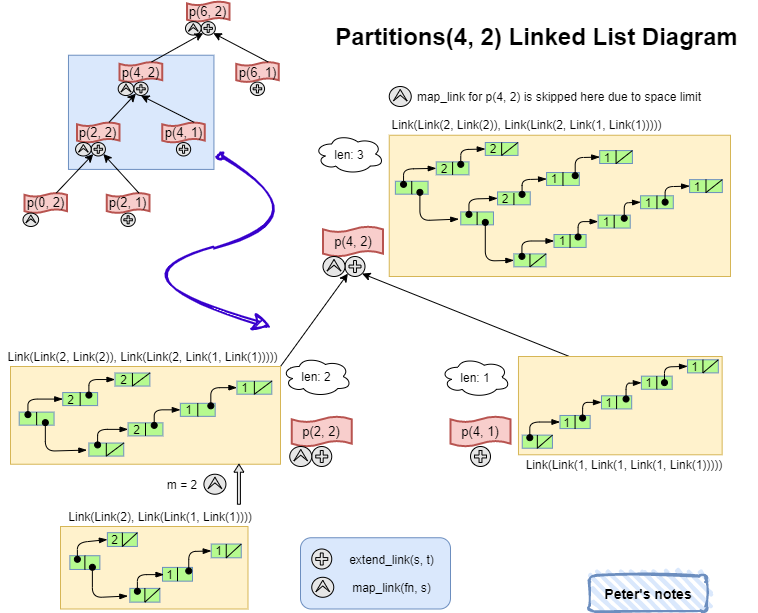 p(6, 2)
Partitions(4, 2) Linked List Diagram
p(4, 2)
p(6, 1)
map_link for p(4, 2) is skipped here due to space limit
p(2, 2)
p(4, 1)
Link(Link(2, Link(2)), Link(Link(2, Link(1, Link(1)))))
len: 3
2
2
1
1
2
1
1
1
1
p(0, 2)
p(2, 1)
p(4, 2)
Link(Link(2, Link(2)), Link(Link(2, Link(1, Link(1)))))
len: 2
len: 1
2
2
1
1
2
1
1
1
1
p(2, 2)
p(4, 1)
Link(Link(1, Link(1, Link(1, Link(1)))))
m = 2
Link(Link(2), Link(Link(1, Link(1))))
2
1
1
extend_link(s, t)
map_link(fn, s)
Peter's notes